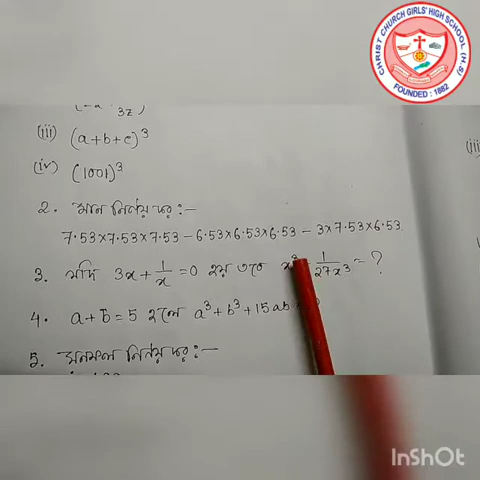 CHRIST CHURCH GIRLS' HIGH SCHOOL (H.S)
FOUNDED : 1882
3z
(iii) (a+b+c)³
(iv) (1001)³
2. মান নির্ণয় কর :-
7.53×7.53×7.53 - 6.53×6.53×6.53 - 3×7.53×6.53
3. যদি 3x + 1/x = 0 হয় তবে x³ 1/27x³ = ?
4. a+b=5 হলে a³+b³+15ab
5. নির্ণয় কর :-
InShOt